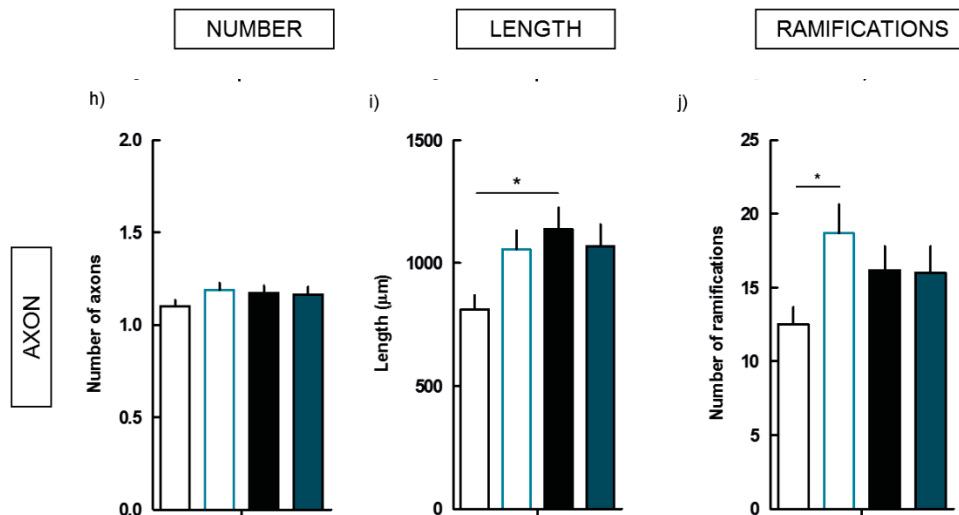 NUMBER
LENGTH
RAMIFICATIONS
AXON
h)
Number of axons
2.0
1.5
1.0
0.5
0.0
i)
Length (µm)
1500
1000
500
0
*
j)
Number of ramifications
25
20
15
10
5
0
*